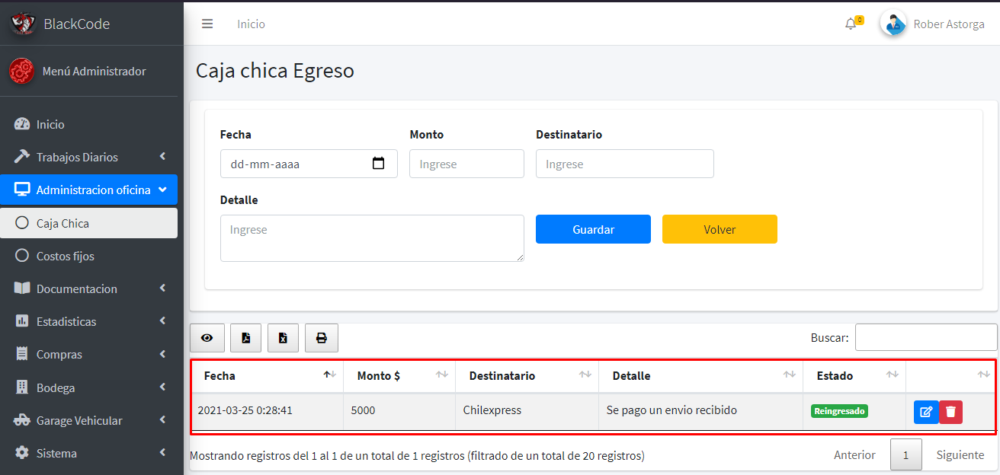 BlackCode
Inicio
0
Rober Astorga
Menú Administrador
Inicio
Trabajos Diarios
Administracion oficina
Caja Chica
Costos fijos
Documentacion
Estadisticas
Compras
Bodega
Garage Vehicular
Sistema
Caja chica Egreso
Fecha Monto Destinatario
dd-mm-aaaa Ingrese Ingrese
Detalle
Ingrese
Guardar Volver
Buscar:
Fecha Monto $ Destinatario Detalle Estado
2021-03-25 0:28:41 5000 Chilexpress Se pago un envio recibido Reingresado
Mostrando registros del 1 al 1 de un total de 1 registros (filtrado de un total de 20 registros)
Anterior 1 Siguiente